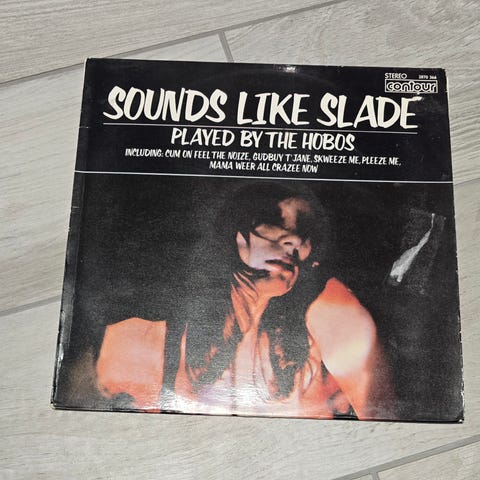 STEREO 2870 366
contour
SOUNDS LIKE SLADE
PLAYED BY THE HOBOS
INCLUDING: CUM ON FEEL THE NOIZE, GUDBUY T'JANE, SKWEEZE ME, PLEEZE ME,
MAMA WEER ALL CRAZEE NOW